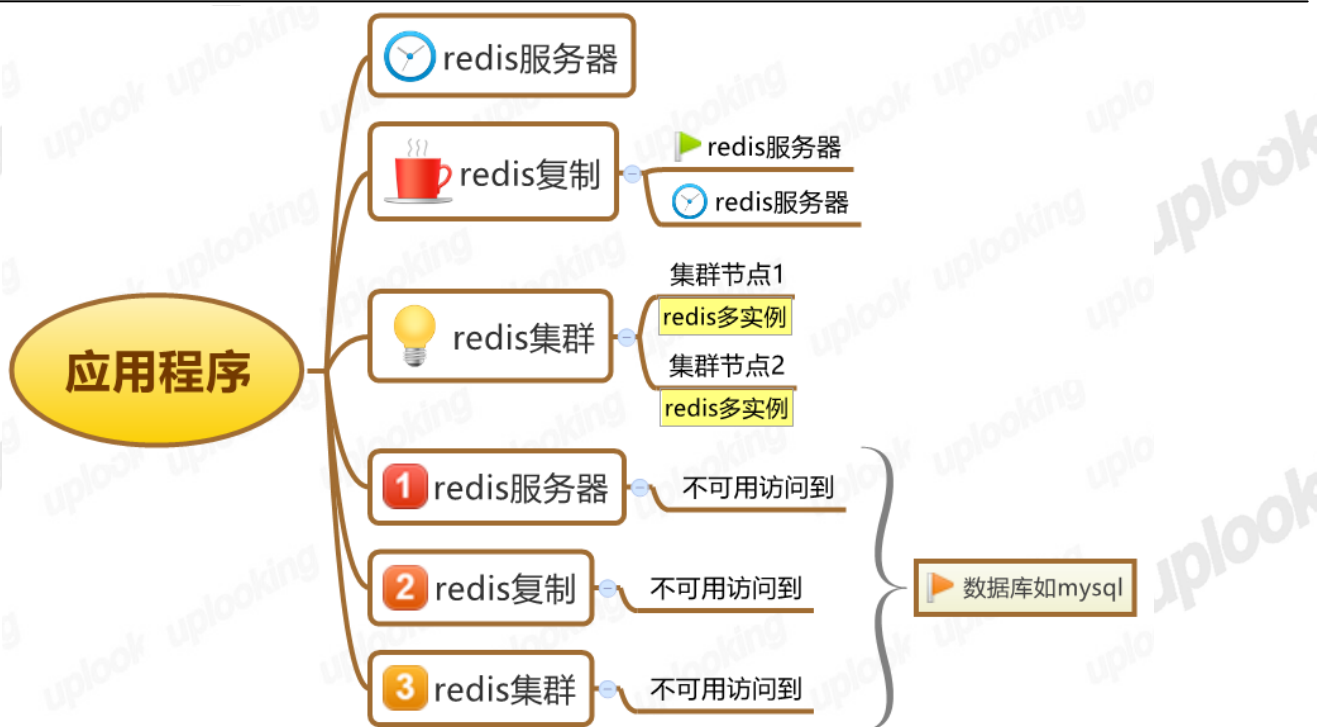 redis服务器
redis复制
redis服务器
redis服务器
应用程序
redis集群
集群节点1
redis多实例
集群节点2
redis多实例
1 redis服务器
不可用访问到
2 redis复制
不可用访问到
3 redis集群
不可用访问到
数据库如mysql
uplooking